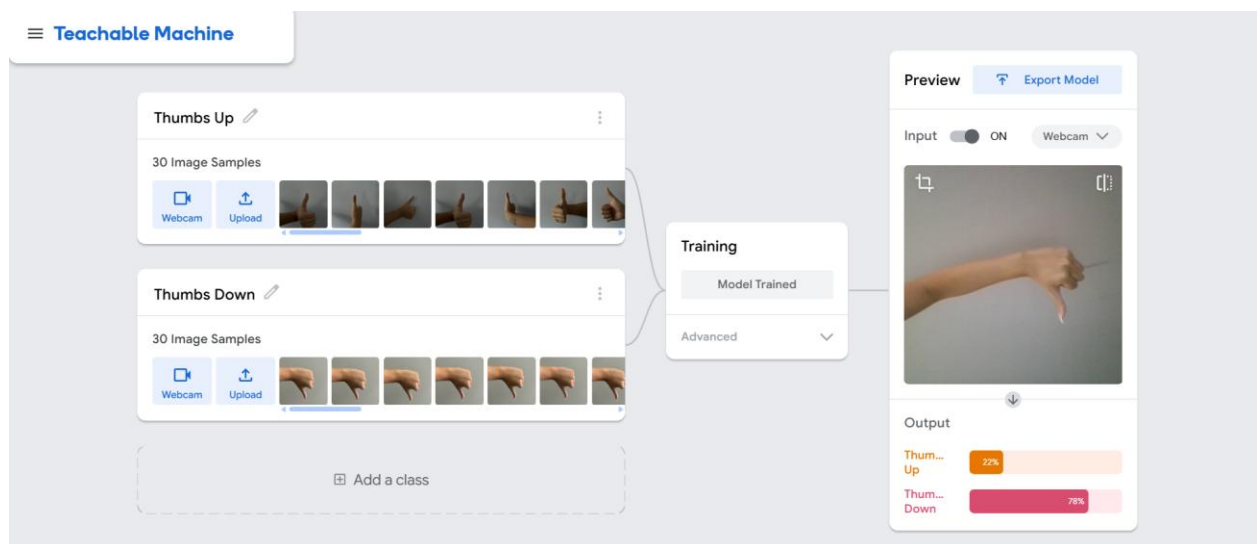 Teachable Machine
Thumbs Up
30 Image Samples
Webcam
Upload
Thumbs Down
30 Image Samples
Webcam
Upload
Add a class
Training
Model Trained
Advanced
Preview
Export Model
Input
ON
Webcam
Output
Thum...
Up
22%
Thum...
Down
78%